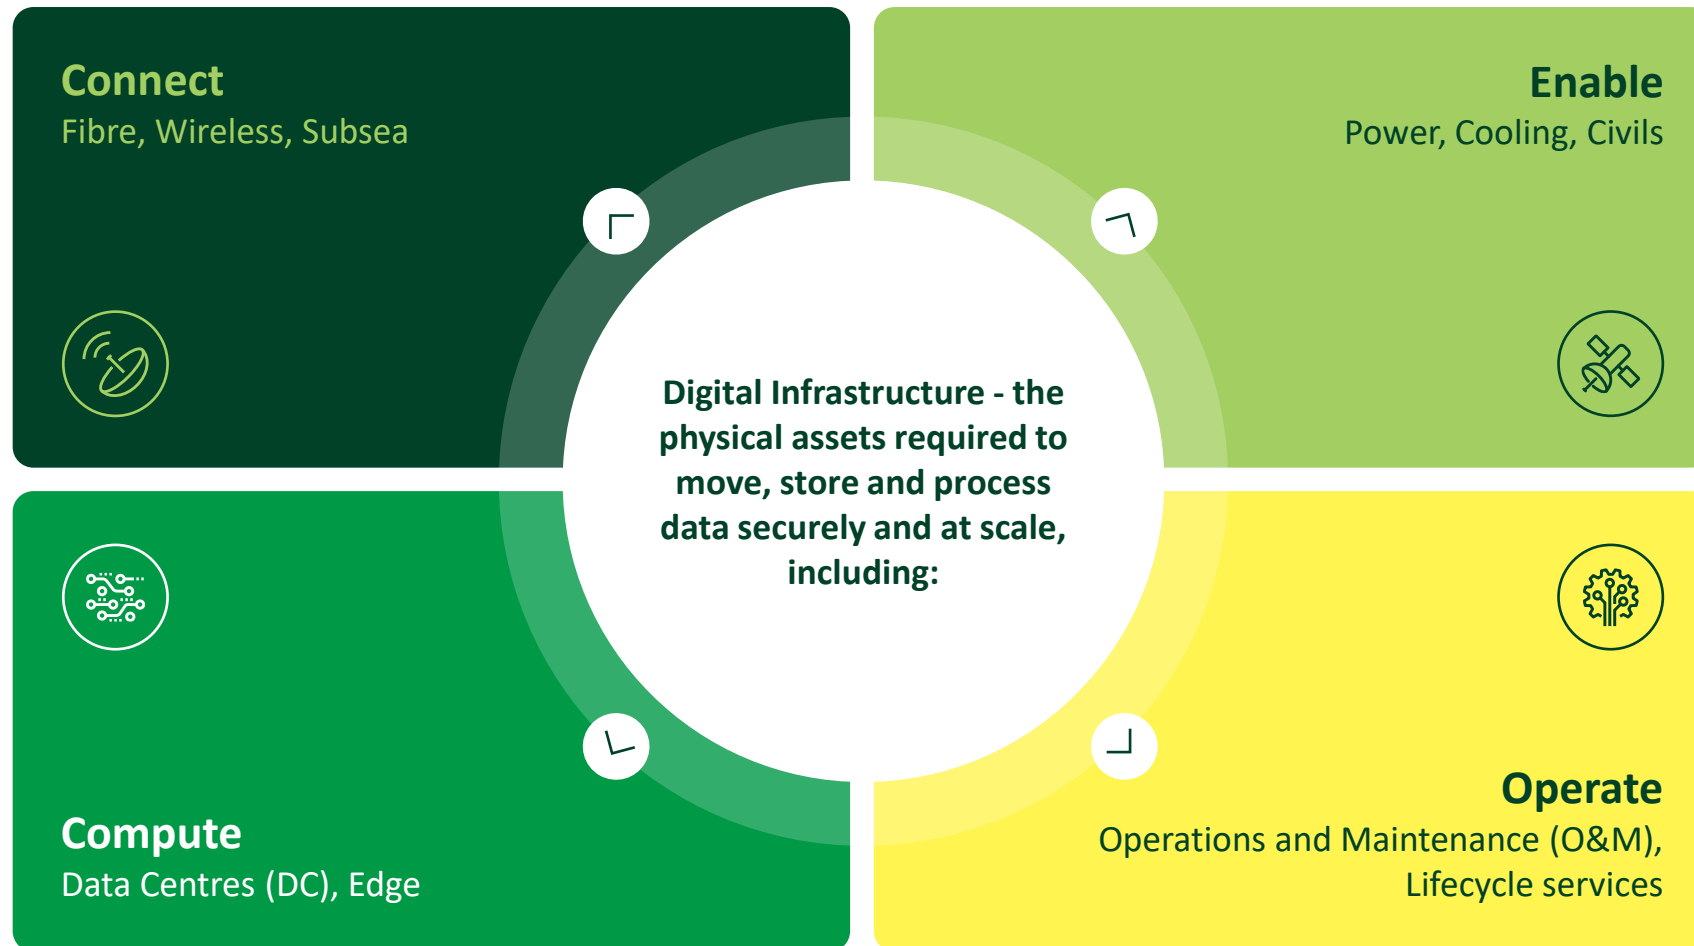 Connect
Fibre, Wireless, Subsea
Enable
Power, Cooling, Civils
Digital Infrastructure - the
physical assets required to
move, store and process
data securely and at scale,
including:
Compute
Data Centres (DC), Edge
Operate
Operations and Maintenance (O&M),
Lifecycle services